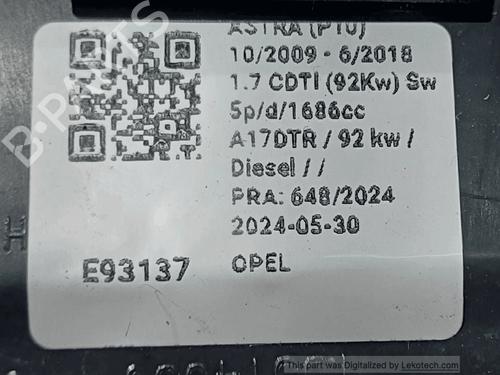 ASTRA (P10)
10/2009 - 6/2018
1.7 CDTI (92Kw) Sw
5p/d/1686cc
A17DTR / 92 kw /
Diesel / /
PRA: 648/2024
2024-05-30
E93137 OPEL
B-PARTS
This part was Digitalized by Lekotech.com